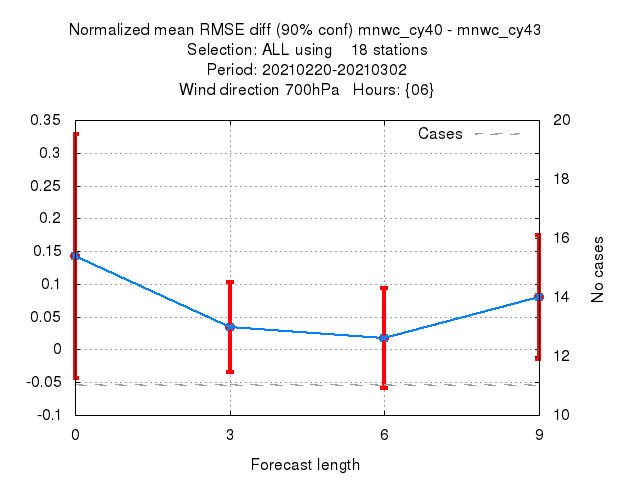 Normalized mean RMSE diff (90% conf) mnwc_cy40 - mnwc_cy43
Selection: ALL using    18 stations
Period: 20210220-20210302
Wind direction 700hPa   Hours: {06}
Cases
0.35
0.3
0.25
0.2
0.15
0.1
0.05
0
-0.05
-0.1
20
18
16
14
12
10
No cases
0
3
6
9
Forecast length